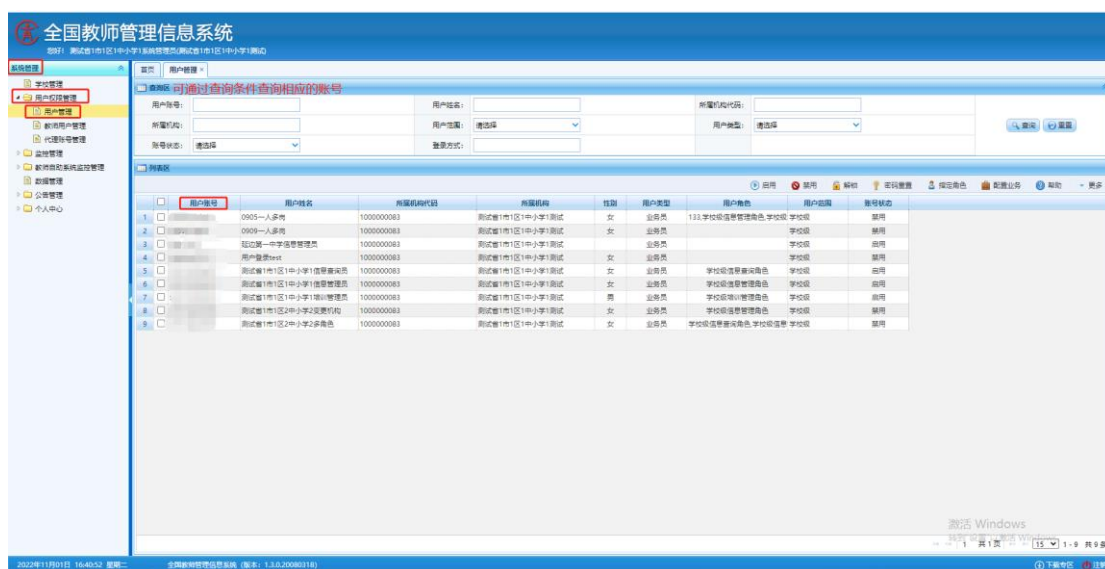 全国教师管理信息系统
您好! 测试省1市1区1中小学1系统管理员(测试省1市1区1中小学1测试)
系统管理
学校管理
用户权限管理
用户管理
教师用户管理
代理账号管理
监控管理
教师自助系统监控管理
数据管理
公告管理
个人中心
首页 用户管理 ×
查询区 可通过查询条件查询相应的账号
用户账号: 用户姓名: 所属机构代码:
所属机构: 用户范围: 请选择 用户类型: 请选择 查询 重置
账号状态: 请选择 登录方式:
列表区
启用 禁用 解锁 密码重置 指定角色 配置业务 帮助 更多
用户账号 用户姓名 所属机构代码 所属机构 性别 用户类型 用户角色 用户范围 账号状态
1 0905一人多岗 1000000083 测试省1市1区1中小学1测试 女 业务员 133,学校级信息管理角色,学校级 学校级 禁用
2 0909一人多岗 1000000083 测试省1市1区1中小学1测试 女 业务员 学校级 禁用
3 延边第一中学信息管理员 1000000083 测试省1市1区1中小学1测试 业务员 学校级 启用
4 用户登录test 1000000083 测试省1市1区1中小学1测试 女 业务员 学校级 禁用
5 测试省1市1区1中小学1信息查询员 1000000083 测试省1市1区1中小学1测试 女 业务员 学校级信息查询角色 学校级 启用
6 测试省1市1区1中小学1信息管理员 1000000083 测试省1市1区1中小学1测试 女 业务员 学校级信息管理角色 学校级 启用
7 测试省1市1区1中小学1培训管理员 1000000083 测试省1市1区1中小学1测试 男 业务员 学校级培训管理角色 学校级 启用
8 测试省1市1区2中小学2变更机构 1000000083 测试省1市1区1中小学1测试 女 业务员 学校级信息管理角色 学校级 禁用
9 测试省1市1区2中小学2多角色 1000000083 测试省1市1区1中小学1测试 女 业务员 学校级信息查询角色,学校级信息 学校级 禁用
激活 Windows
1 共1页 15 1 - 9 共9条
2022年11月01日 16:40:52 星期二 全国教师管理信息系统 (版本: 1.3.0.20080318) 下载专区 注销